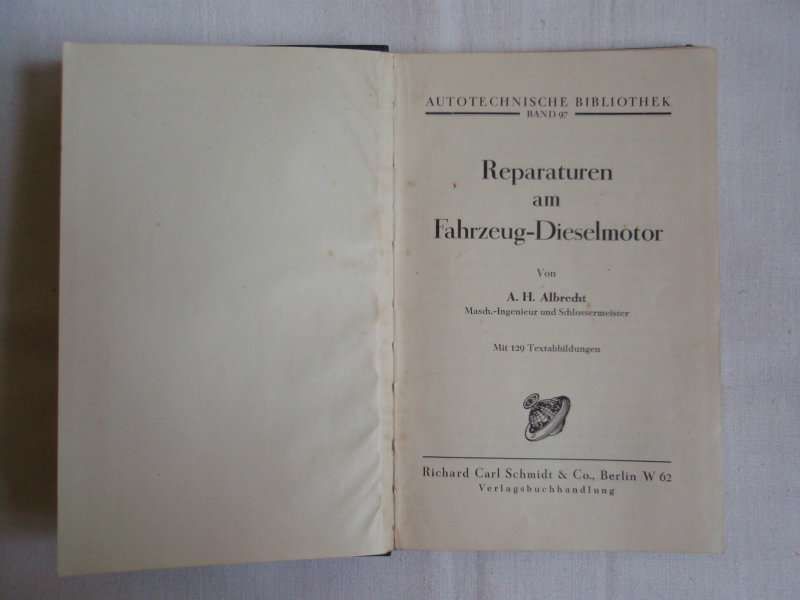 AUTOTECHNISCHE BIBLIOTHEK
BAND 97
Reparaturen
am
Fahrzeug-Dieselmotor
Von
A. H. Albrecht
Masch.-Ingenieur und Schlossermeister
Mit 129 Textabbildungen
Richard Carl Schmidt & Co., Berlin W 62
Verlagsbuchhandlung